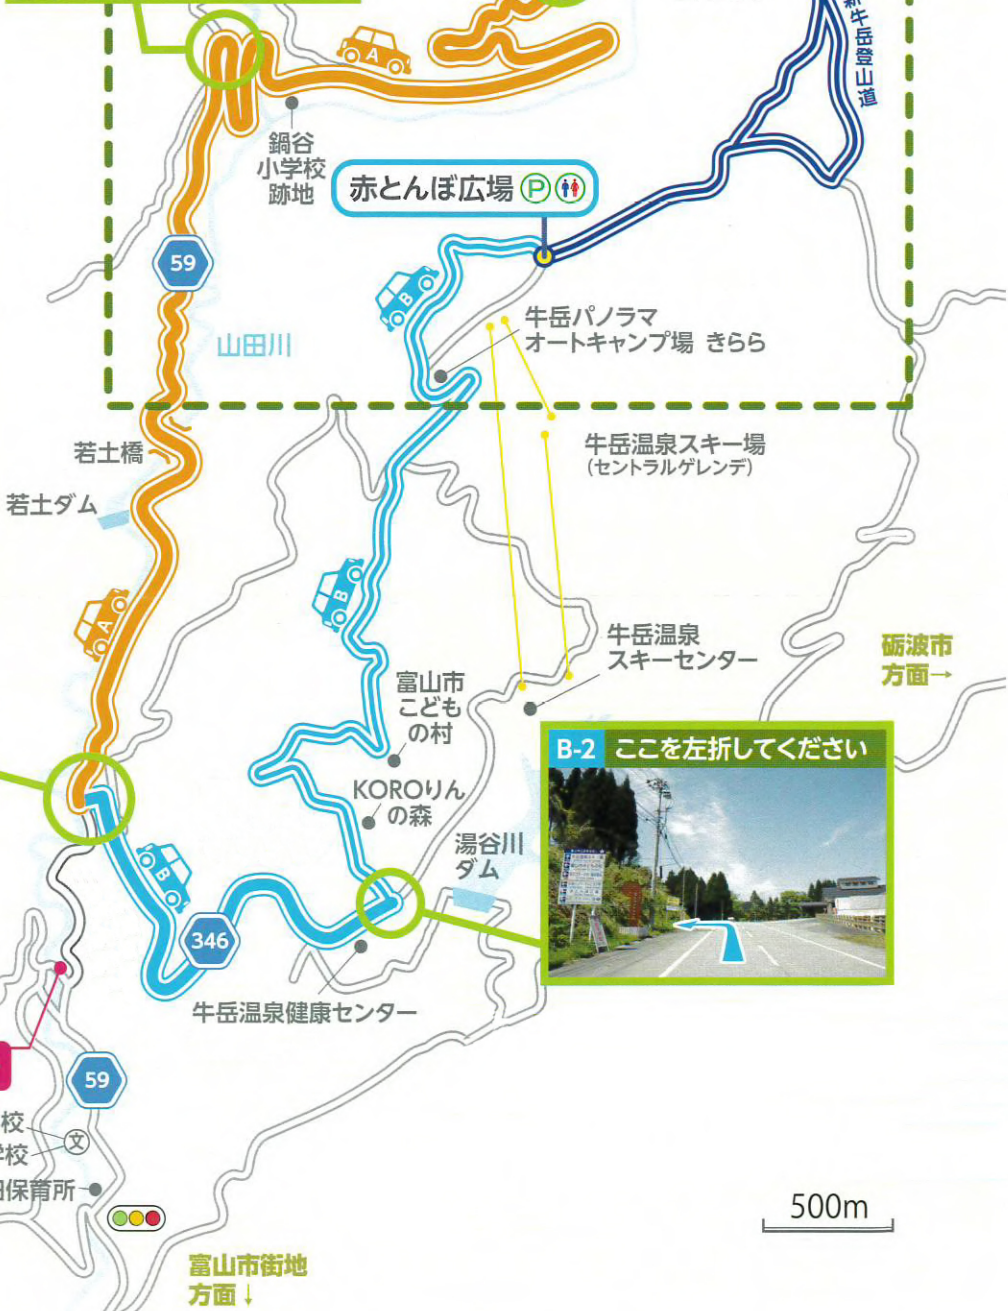 新牛岳登山道
A
鍋谷
小学校
跡地
赤とんぼ広場 P
59
B
山田川
牛岳パノラマ
オートキャンプ場 きらら
若土橋
牛岳温泉スキー場
(セントラルゲレンデ)
若土ダム
B
A
牛岳温泉
スキーセンター
砺波市
方面→
富山市
こども
の村
B-2 ここを左折してください
KOROりん
の森
湯谷川
ダム
B
346
牛岳温泉健康センター
59
校
文
学校
田保育所
500m
富山市街地
方面↓